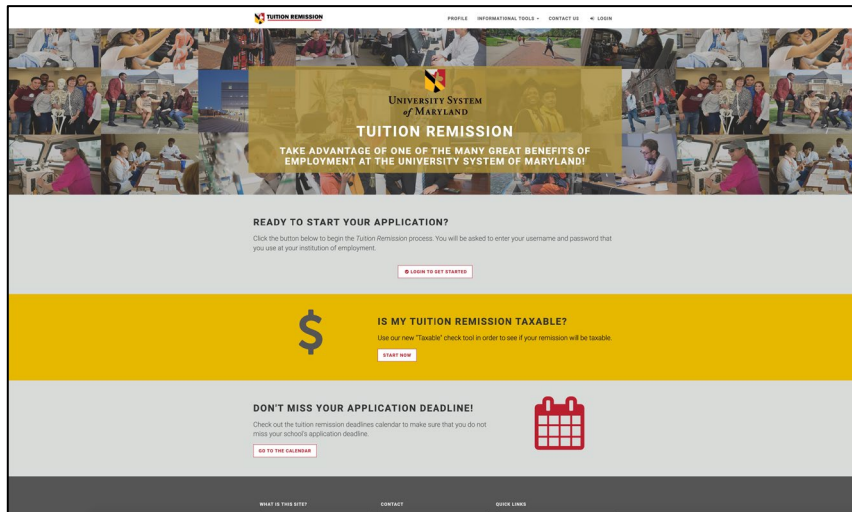 TUITION REMISSION
PROFILE INFORMATIONAL TOOLS CONTACT US LOGIN
UNIVERSITY SYSTEM
of MARYLAND
TUITION REMISSION
TAKE ADVANTAGE OF ONE OF THE MANY GREAT BENEFITS OF
EMPLOYMENT AT THE UNIVERSITY SYSTEM OF MARYLAND!
READY TO START YOUR APPLICATION?
Click the button below to begin the Tuition Remission process. You will be asked to enter your username and password that
you use at your institution of employment.
LOGIN TO GET STARTED
IS MY TUITION REMISSION TAXABLE?
Use our new "Taxable" check tool in order to see if your remission will be taxable.
START NOW
DON'T MISS YOUR APPLICATION DEADLINE!
Check out the tuition remission deadlines calendar to make sure that you do not
miss your school's application deadline.
GO TO THE CALENDAR
WHAT IS THIS SITE? CONTACT QUICK LINKS